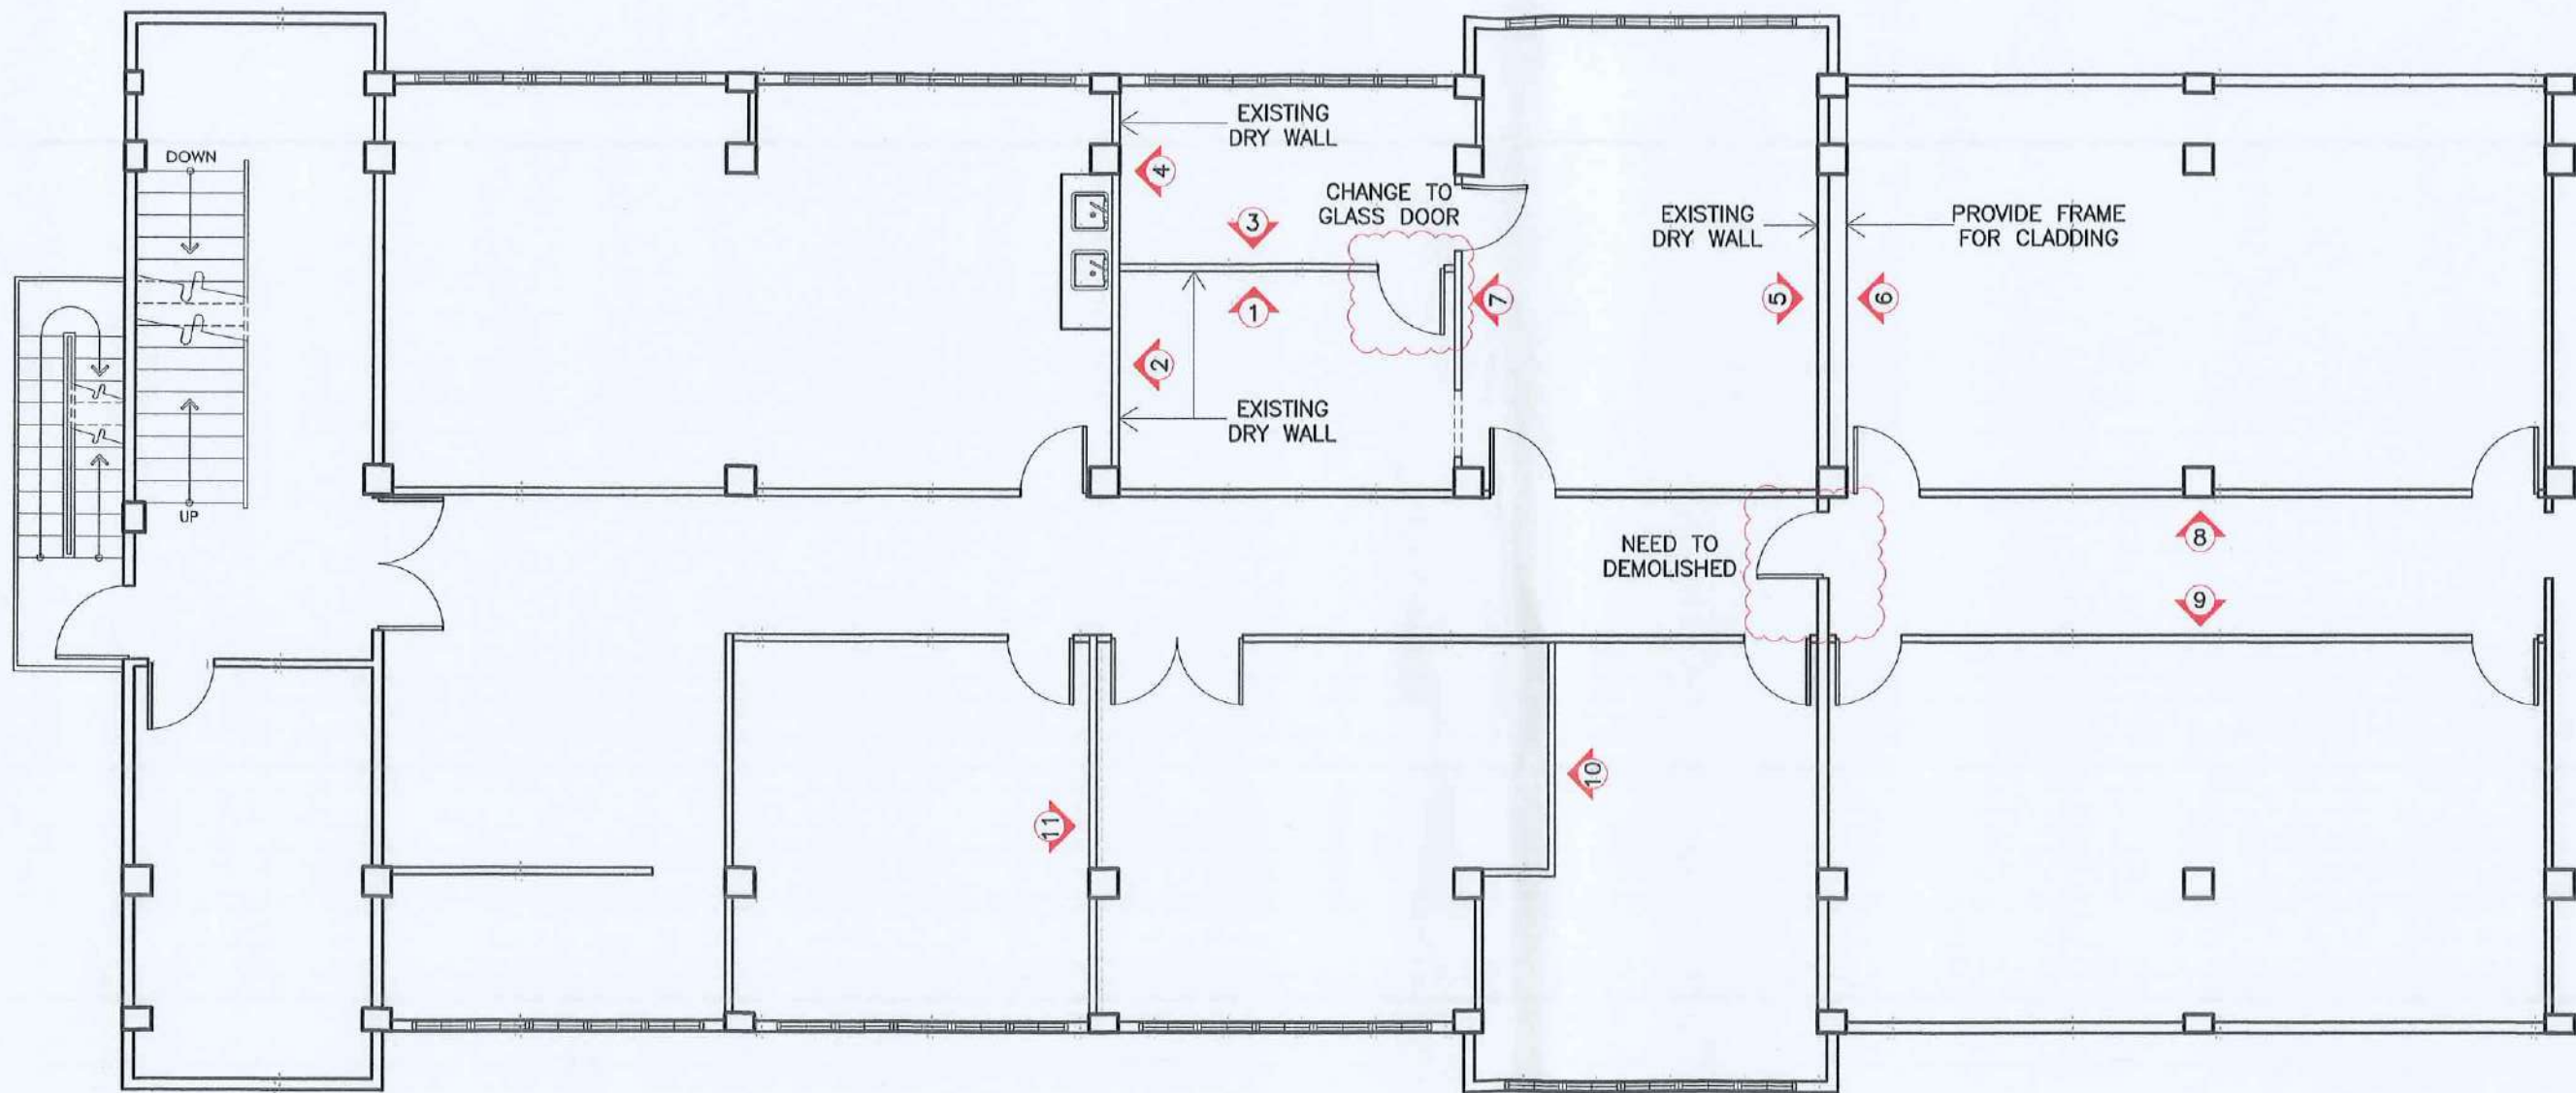 EXISTING
DRY WALL
DOWN
4
CHANGE TO
GLASS DOOR
3
EXISTING
DRY WALL
PROVIDE FRAME
FOR CLADDING
1
7
5
6
2
EXISTING
DRY WALL
UP
NEED TO
DEMOLISHED
8
9
10
11